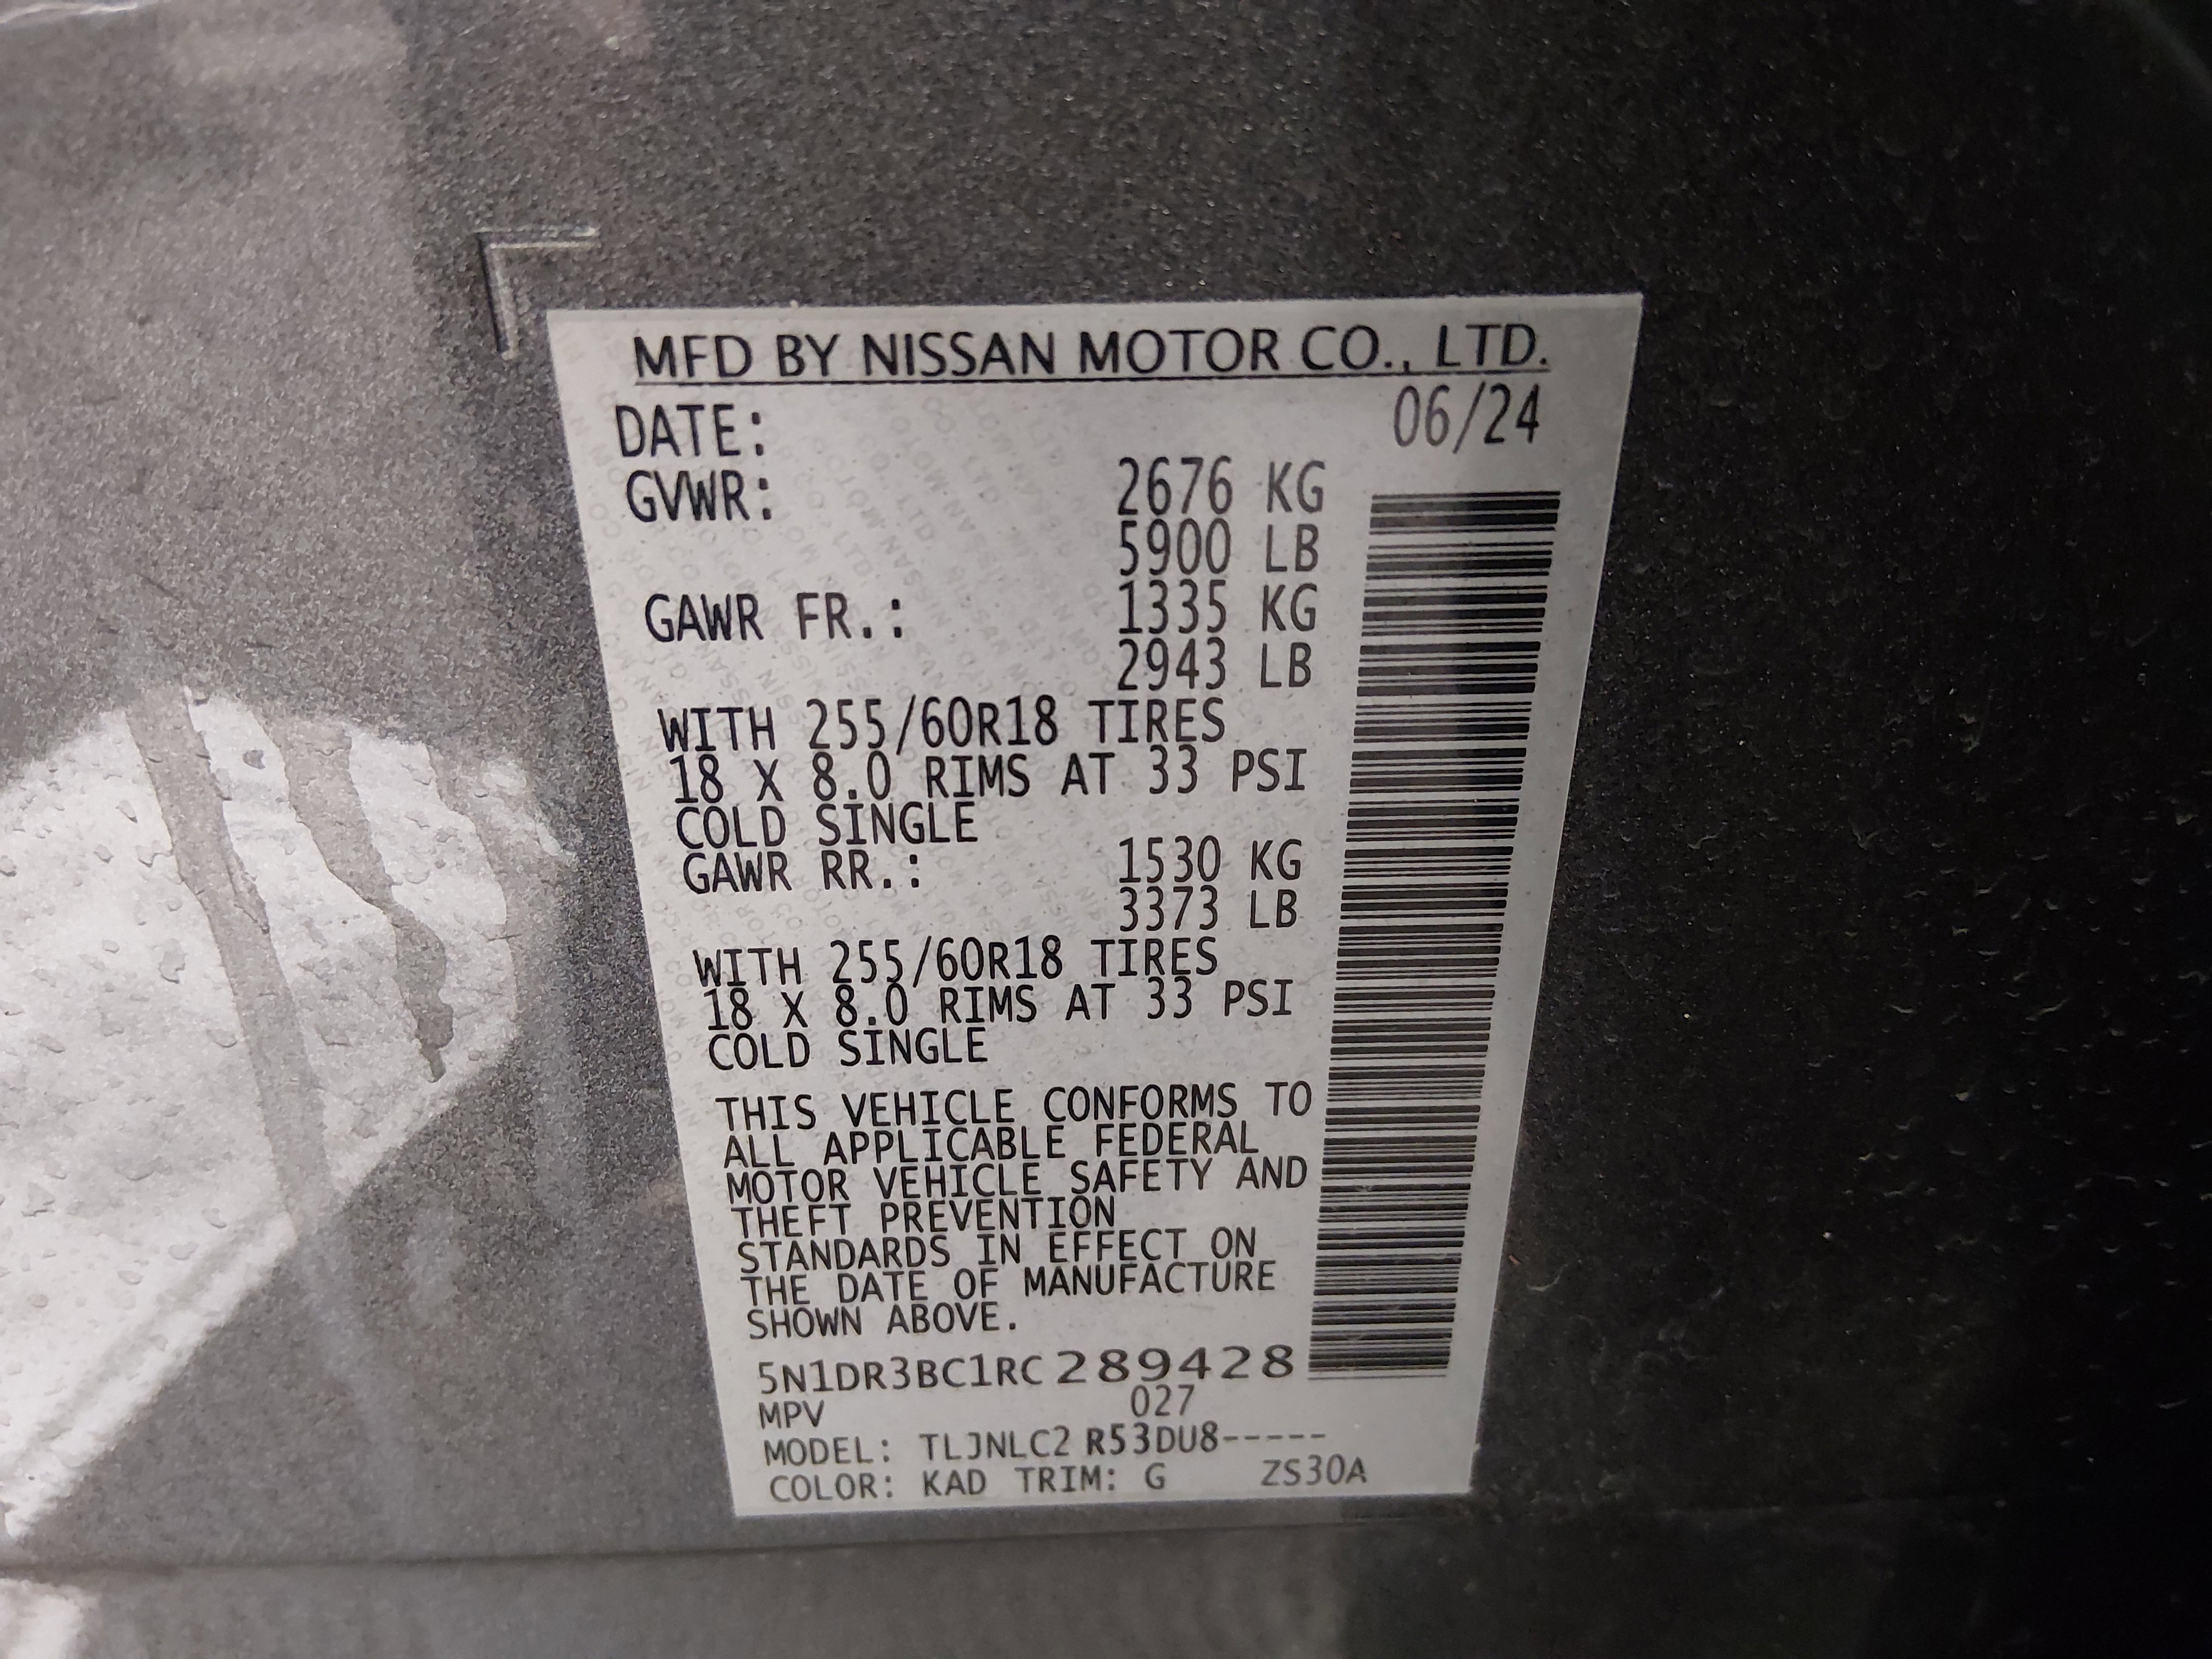 MFD BY NISSAN MOTOR CO., LTD.
DATE: 06/24
GVWR: 2676 KG
5900 LB
GAWR FR.: 1335 KG
2943 LB
WITH 255/60R18 TIRES
18 X 8.0 RIMS AT 33 PSI
COLD SINGLE
GAWR RR.: 1530 KG
3373 LB
WITH 255/60R18 TIRES
18 X 8.0 RIMS AT 33 PSI
COLD SINGLE
THIS VEHICLE CONFORMS TO
ALL APPLICABLE FEDERAL
MOTOR VEHICLE SAFETY AND
THEFT PREVENTION
STANDARDS IN EFFECT ON
THE DATE OF MANUFACTURE
SHOWN ABOVE.
5N1DR3BC1RC289428
MPV 027
MODEL: TLJNLC2 R53DU8-----
COLOR: KAD TRIM: G ZS30A